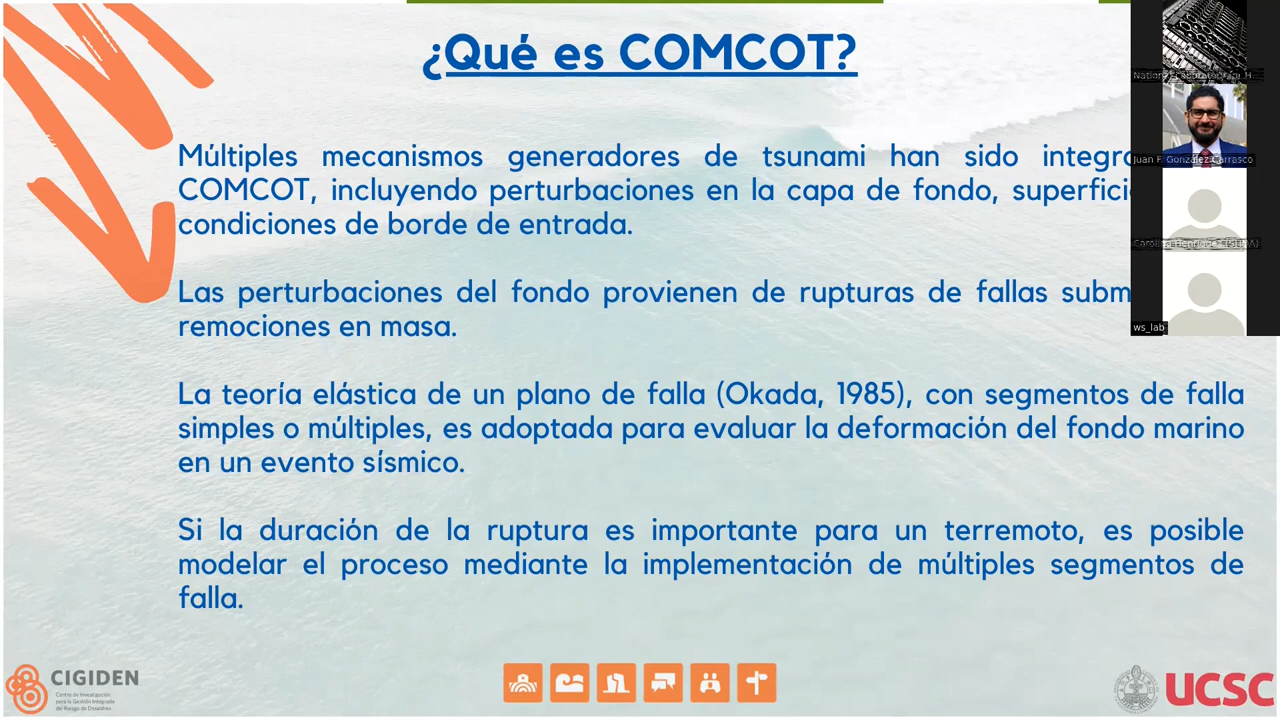 ¿Qué es COMCOT?
Múltiples mecanismos generadores de tsunami han sido
COMCOT, incluyendo perturbaciones en la capa de fondo,
condiciones de borde de entrada.
Las perturbaciones del fondo provienen de rupturas de fallas
remociones en masa.
La teoría elástica de un plano de falla (Okada, 1985), con segmentos de falla
simples o múltiples, es adoptada para evaluar la deformación del fondo marino
en un evento sísmico.
Si la duración de la ruptura es importante para un terremoto, es posible
modelar el proceso mediante la implementación de múltiples segmentos de
falla.
Juan F. González Carrasco
ws_lab
CIGIDEN
Centro de Investigación
para la Gestión Integrada
del Riesgo de Desastres
UCSC